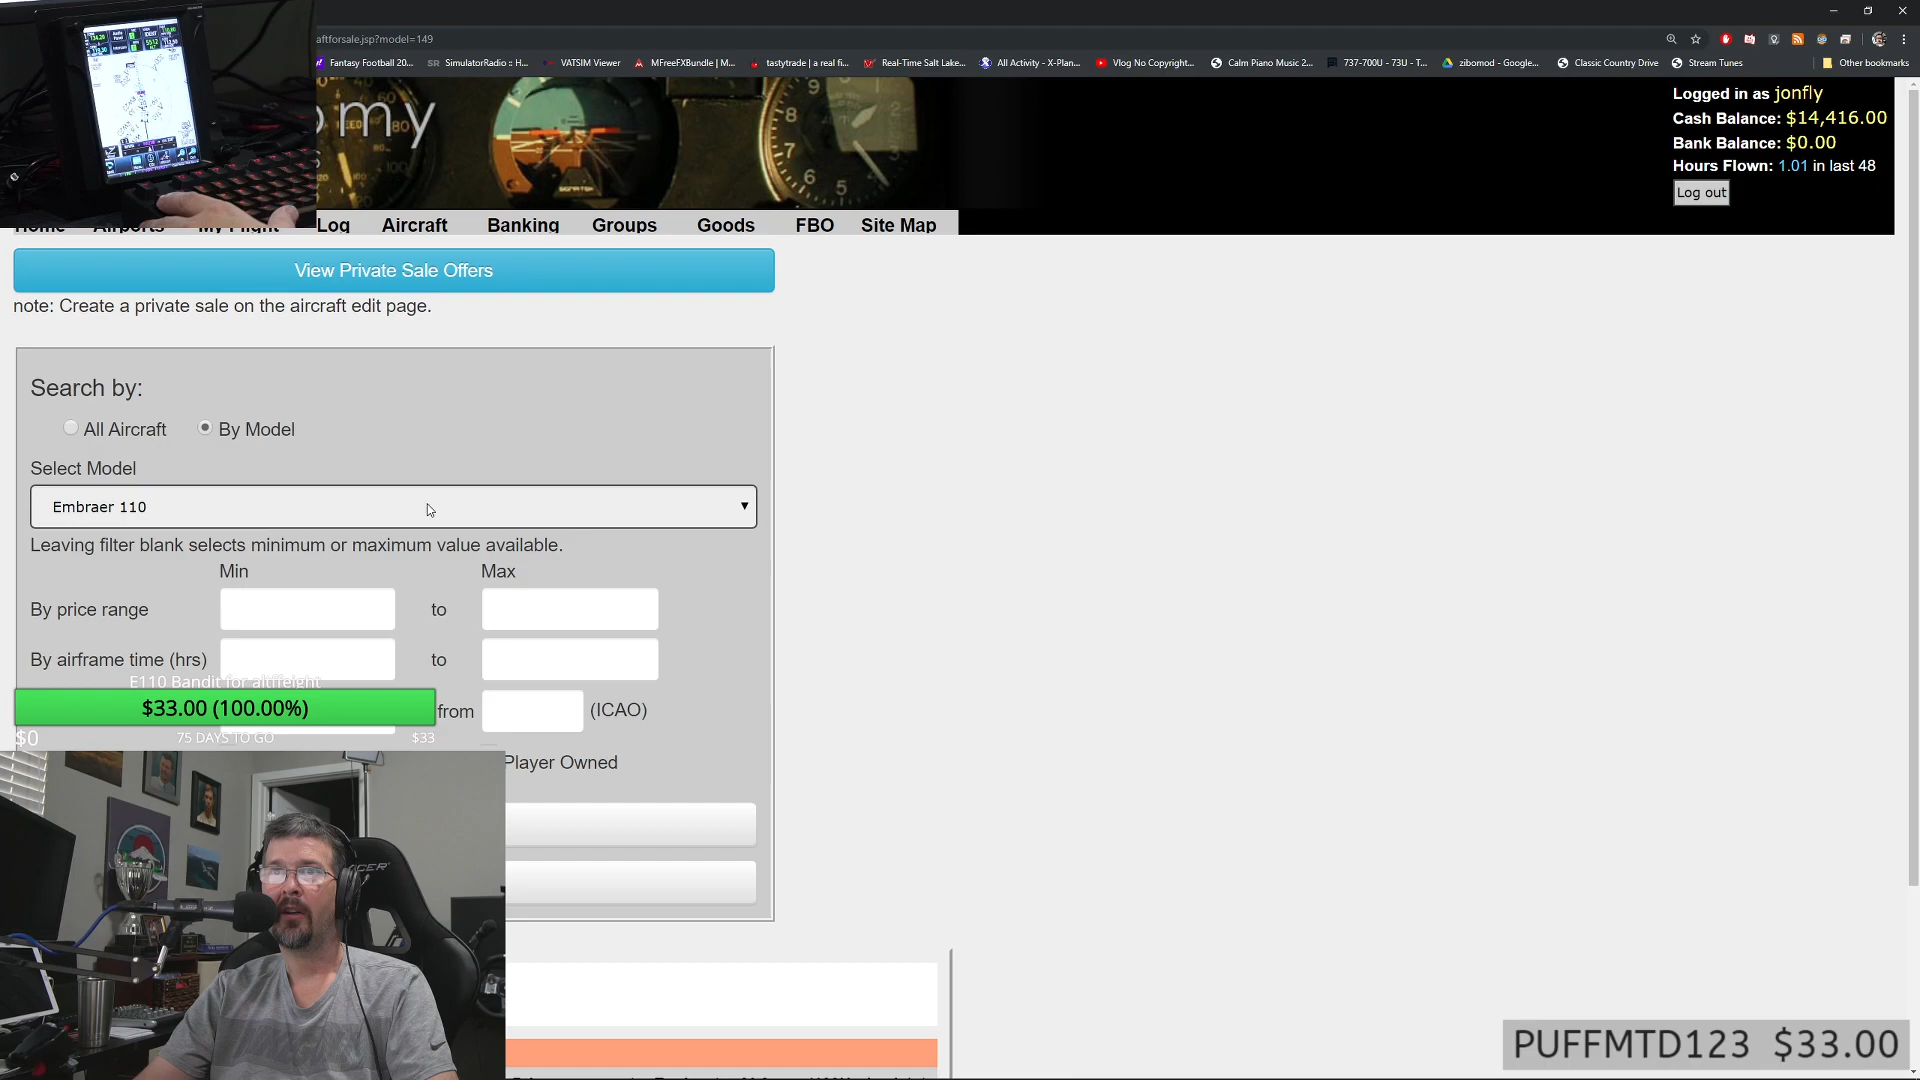 aftforsale.jsp?model=149
Fantasy Football 20...
SimulatorRadio :: H...
VATSIM Viewer
MFreeFXBundle | M...
tastytrade | a real fi...
Real-Time Salt Lake...
All Activity - X-Plan...
Vlog No Copyright...
Calm Piano Music 2...
737-700U - 73U - T...
zibomod - Google...
Classic Country Drive
Stream Tunes
Other bookmarks
omy
Logged in as jonfly
Cash Balance: $14,416.00
Bank Balance: $0.00
Hours Flown: 1.01 in last 48
Log out
Home Airports My Flight Log Aircraft Banking Groups Goods FBO Site Map
View Private Sale Offers
note: Create a private sale on the aircraft edit page.
Search by:
All Aircraft By Model
Select Model
Embraer 110
Leaving filter blank selects minimum or maximum value available.
Min Max
By price range to
By airframe time (hrs) to
E110 Bandit for altffeight
$33.00 (100.00%)
from (ICAO)
$0 75 DAYS TO GO $33
Player Owned
PUFFMTD123 $33.00